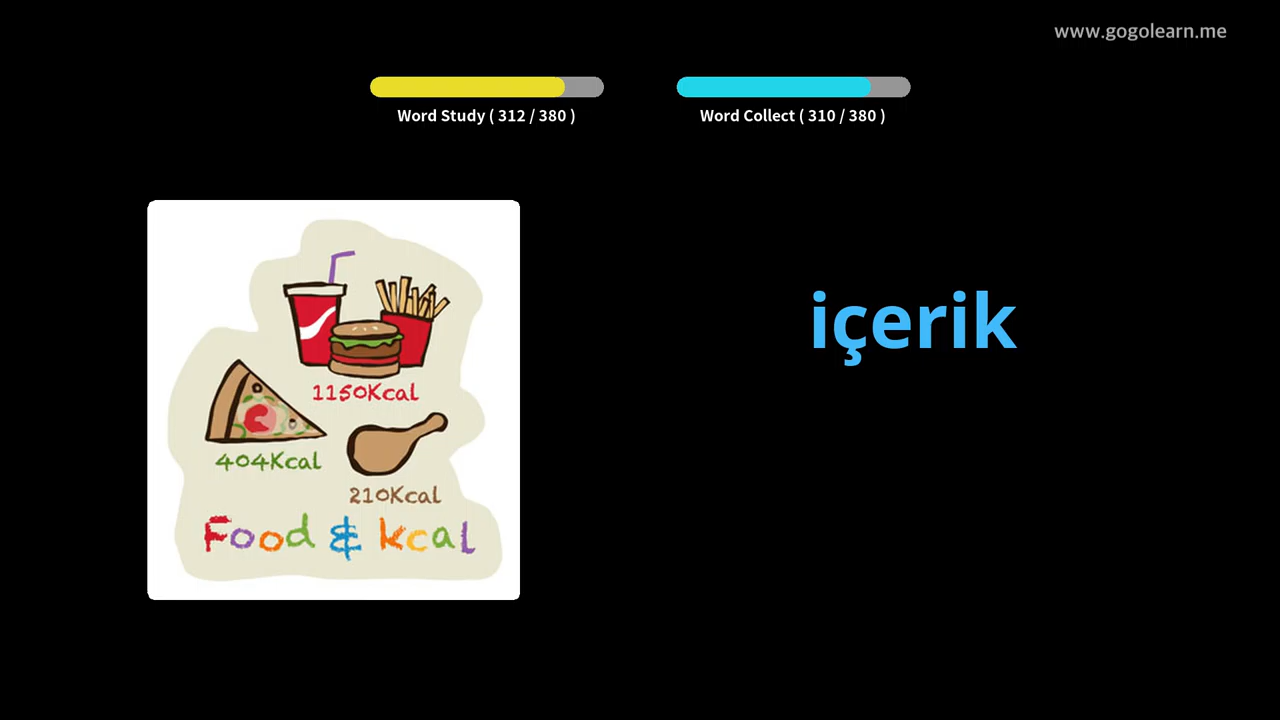 www.gogolearn.me
Word Study ( 312 / 380 )
Word Collect ( 310 / 380 )
içerik
1150Kcal
404Kcal
210Kcal
Food & kcal